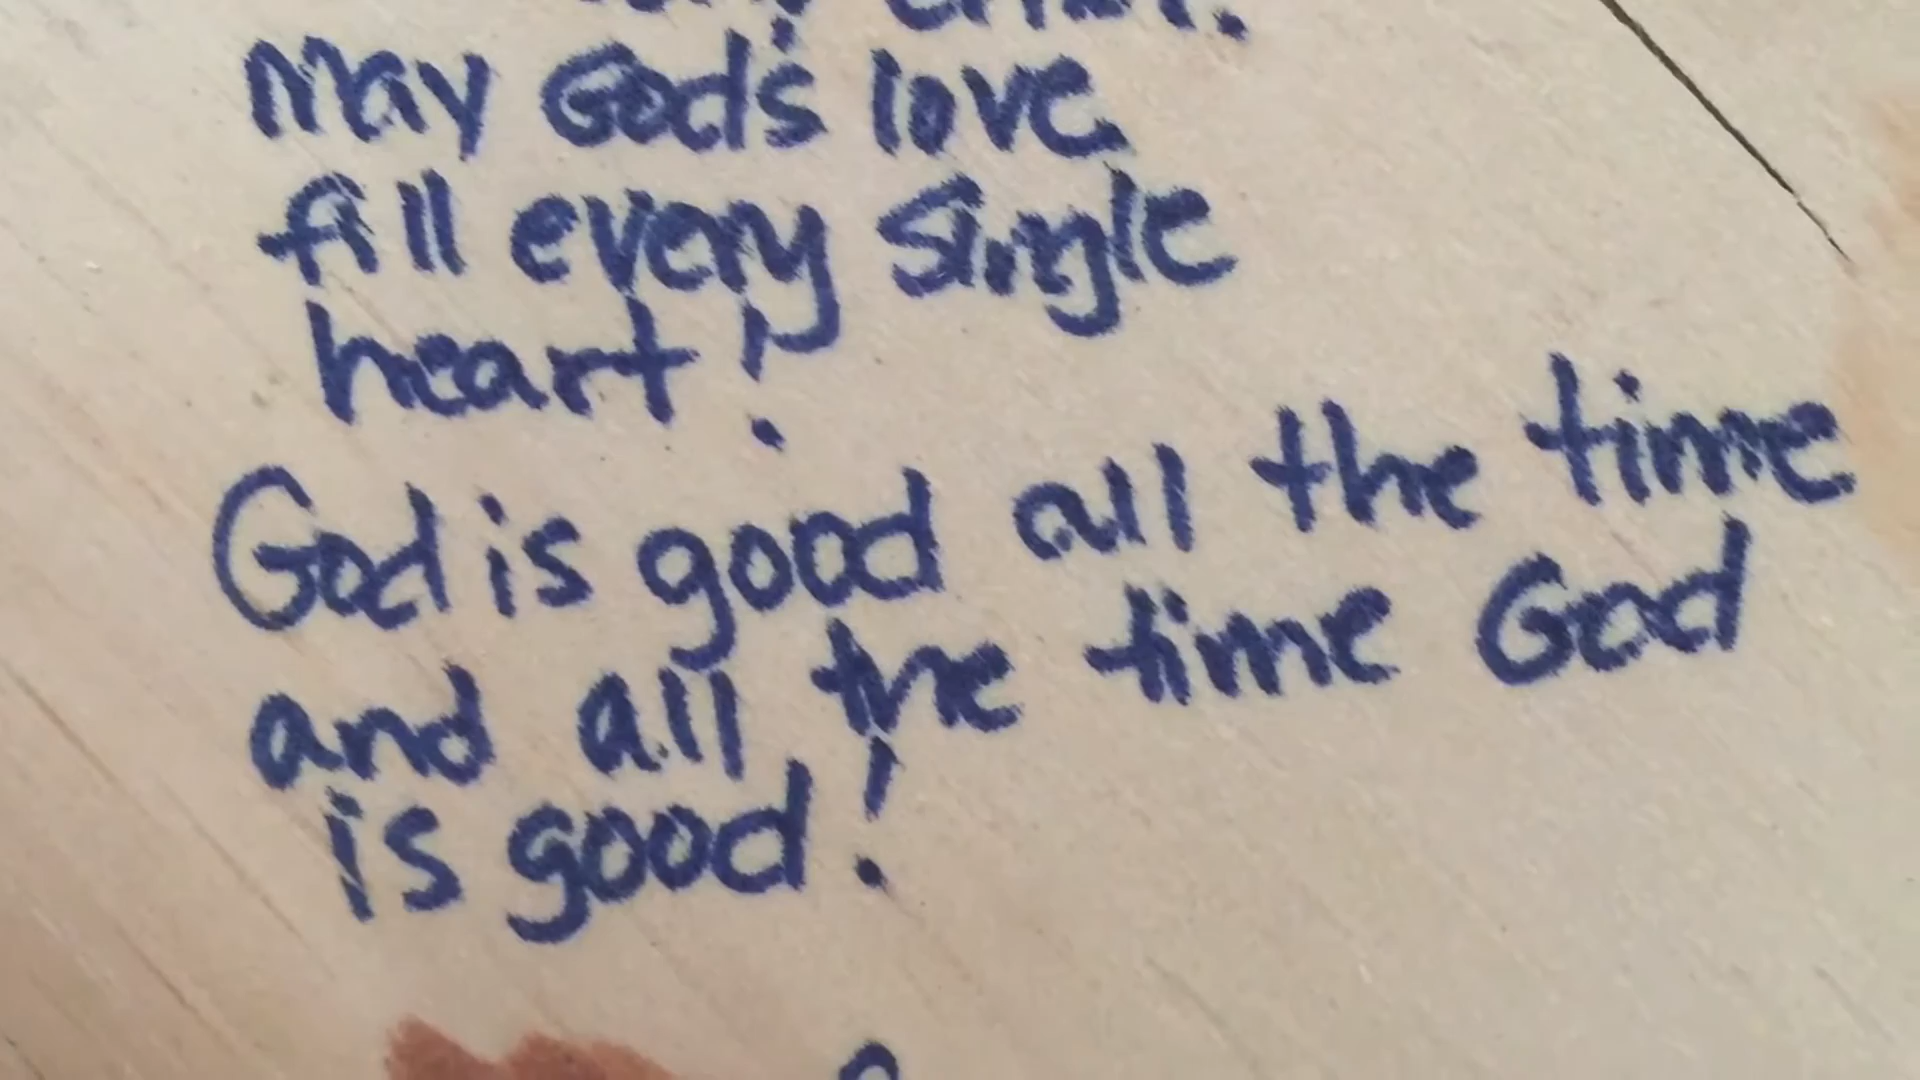 May God's love
fill every single
heart!
God is good all the time
and all the time God
is good!